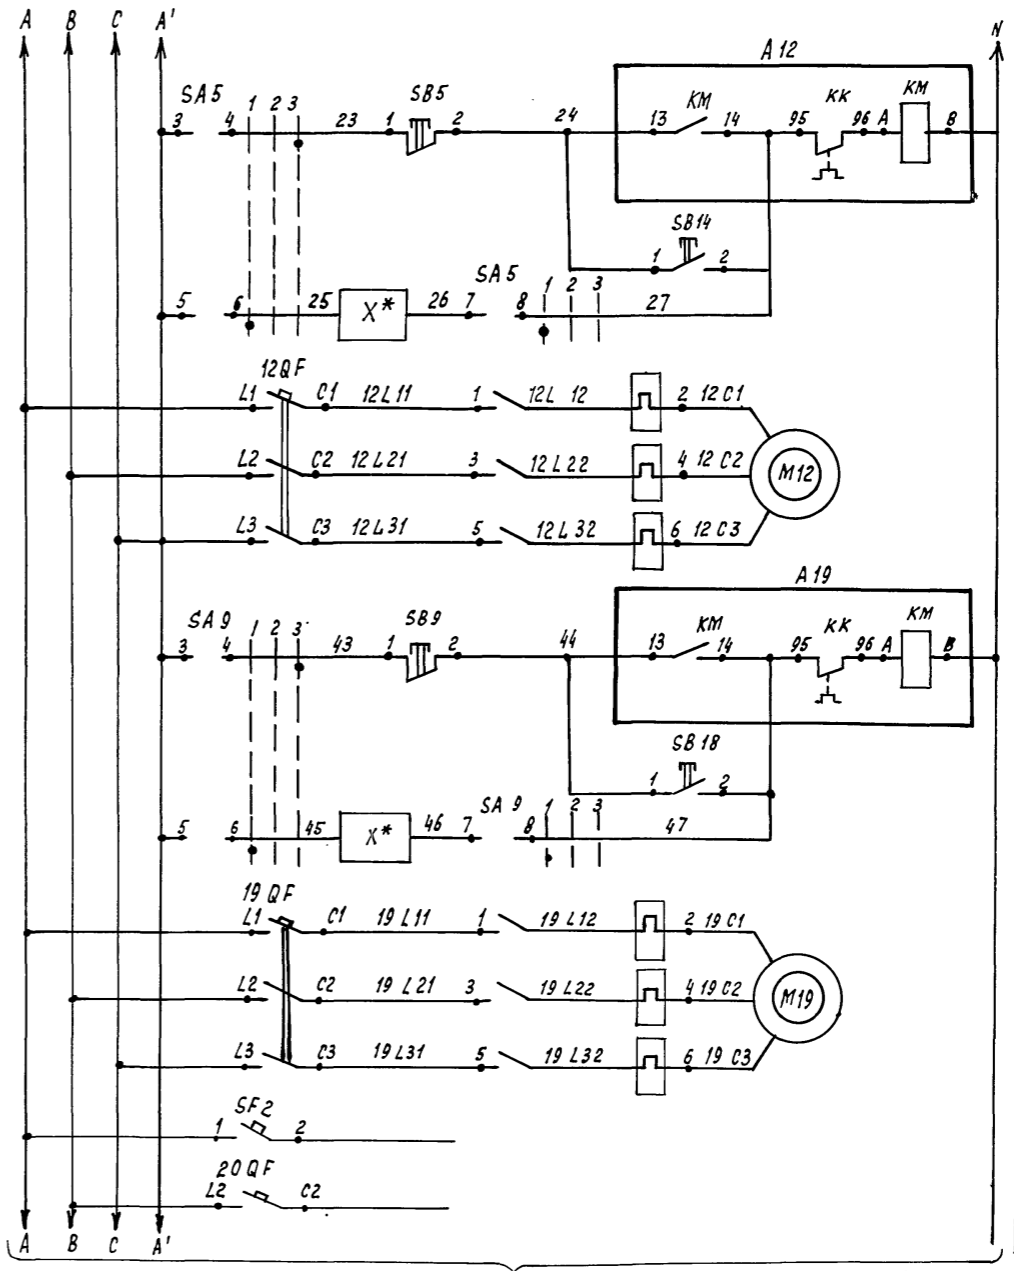 A B C A' N
A12
SA5 1 2 3 SB5 KM KK KM
3 4 23 1 2 24 13 14 95 96 A B
SB14
1 2
SA5
5 6 25 X* 26 7 8 1 2 3 27
12QF
L1 C1 12L11 1 12L 12 2 12C1
L2 C2 12L21 3 12L22 4 12C2
M12
L3 C3 12L31 5 12L32 6 12C3
A19
SA9 1 2 3 SB9 KM KK KM
3 4 43 1 2 44 13 14 95 96 A B
SB18
1 2
SA9
5 6 45 X* 46 7 8 1 2 3 47
19QF
L1 C1 19L11 1 19L12 2 19C1
L2 C2 19L21 3 19L22 4 19C2
M19
L3 C3 19L31 5 19L32 6 19C3
SF2
1 2
20QF
L2 C2
A B C A'